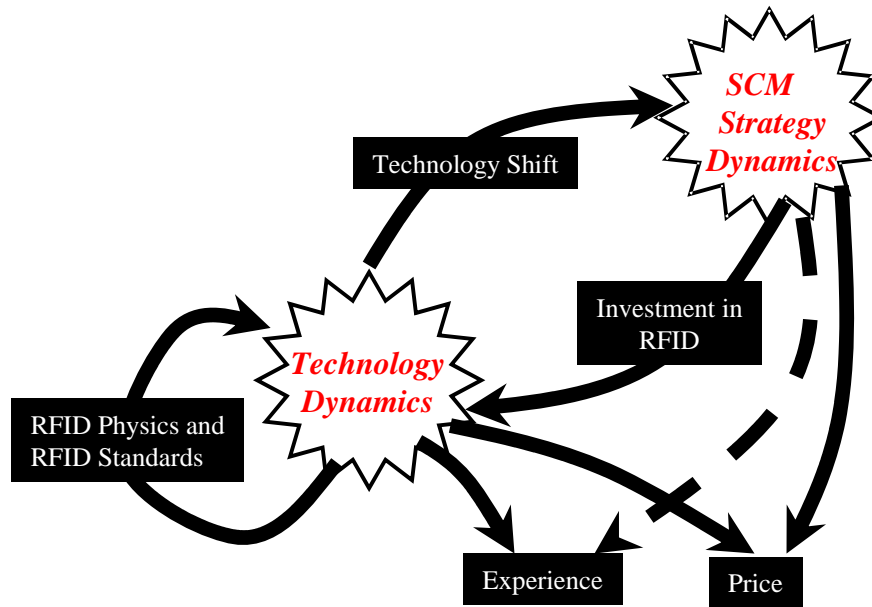 SCM
Strategy
Dynamics
Technology Shift
Investment in
RFID
Technology
Dynamics
RFID Physics and
RFID Standards
Experience
Price